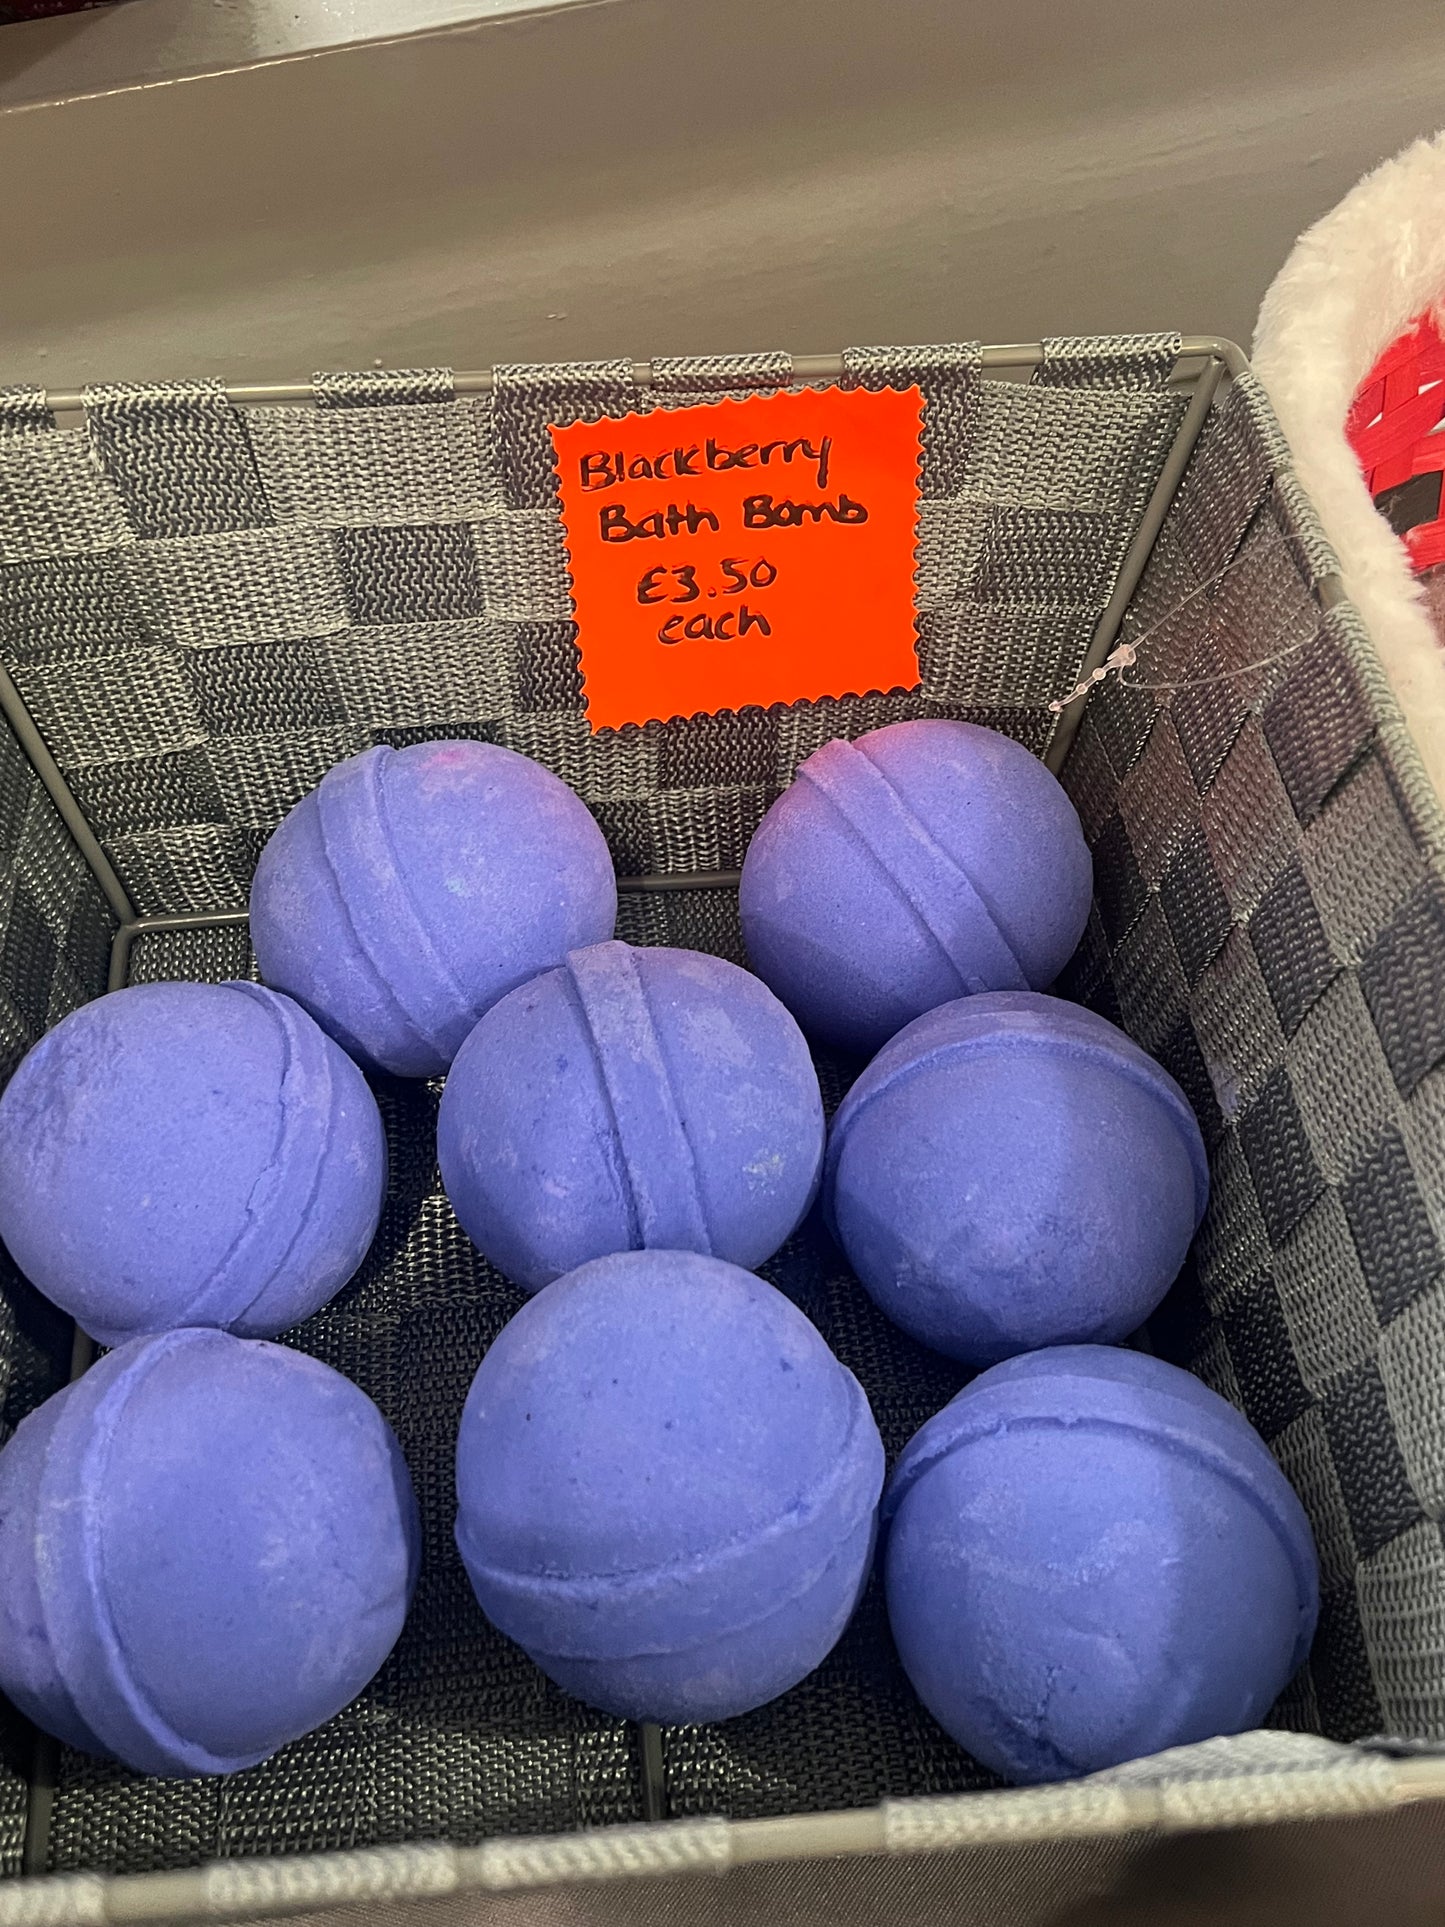 Blackberry
Bath Bomb
£3.50
each